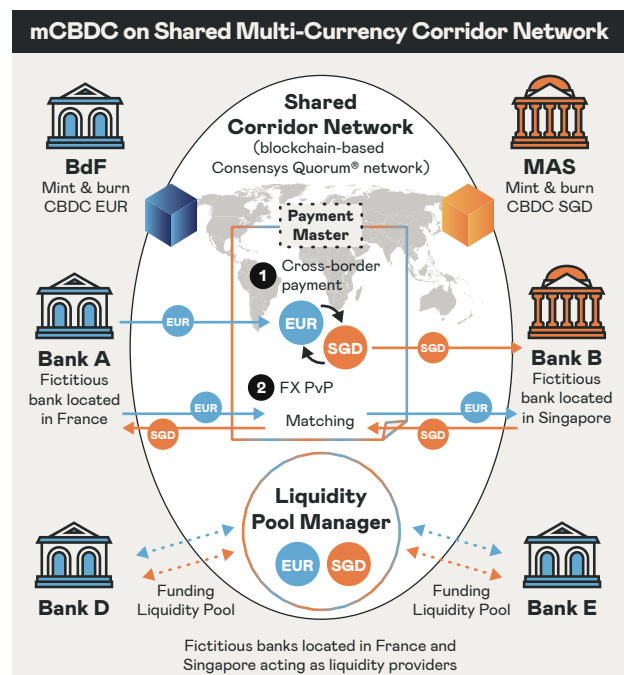 mCBDC on Shared Multi-Currency Corridor Network
Shared
Corridor Network
(blockchain-based
Consensys Quorum® network)
BdF
Mint & burn
CBDC EUR
MAS
Mint & burn
CBDC SGD
Payment
Master
1 Cross-border
payment
EUR
EUR
SGD
SGD
Bank A
Fictitious
bank located
in France
Bank B
Fictitious
bank located
in Singapore
2 FX PvP
EUR
EUR
Matching
SGD
SGD
Liquidity
Pool Manager
EUR SGD
Bank D
Funding
Liquidity Pool
Funding
Liquidity Pool
Bank E
Fictitious banks located in France and
Singapore acting as liquidity providers